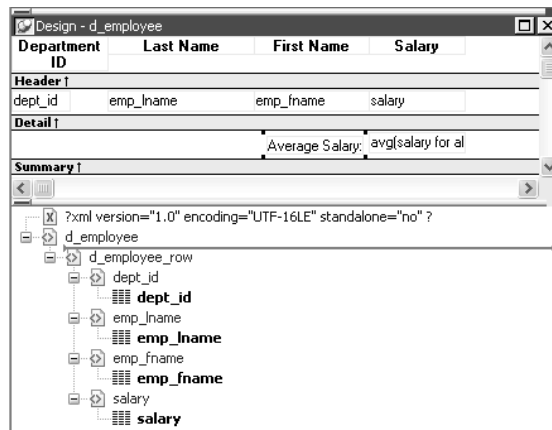 Design - d_employee
Department ID Last Name First Name Salary
Header ↑
dept_id emp_lname emp_fname salary
Detail ↑
Average Salary: avg(salary for al
Summary ↑
?xml version="1.0" encoding="UTF-16LE" standalone="no" ?
d_employee
d_employee_row
dept_id
dept_id
emp_lname
emp_lname
emp_fname
emp_fname
salary
salary